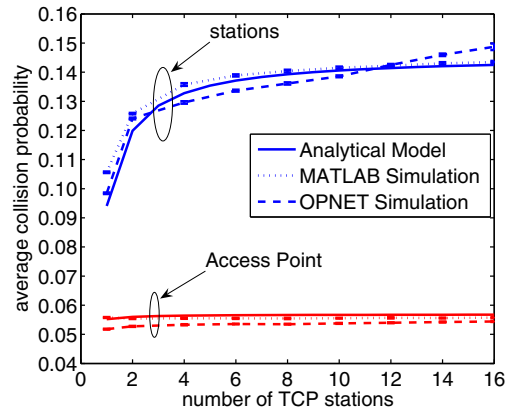 0.16
0.15
0.14
0.13
0.12
0.11
0.10
0.09
0.08
0.07
0.06
0.05
0.04
average collision probability
stations
Analytical Model
MATLAB Simulation
OPNET Simulation
Access Point
0 2 4 6 8 10 12 14 16
number of TCP stations